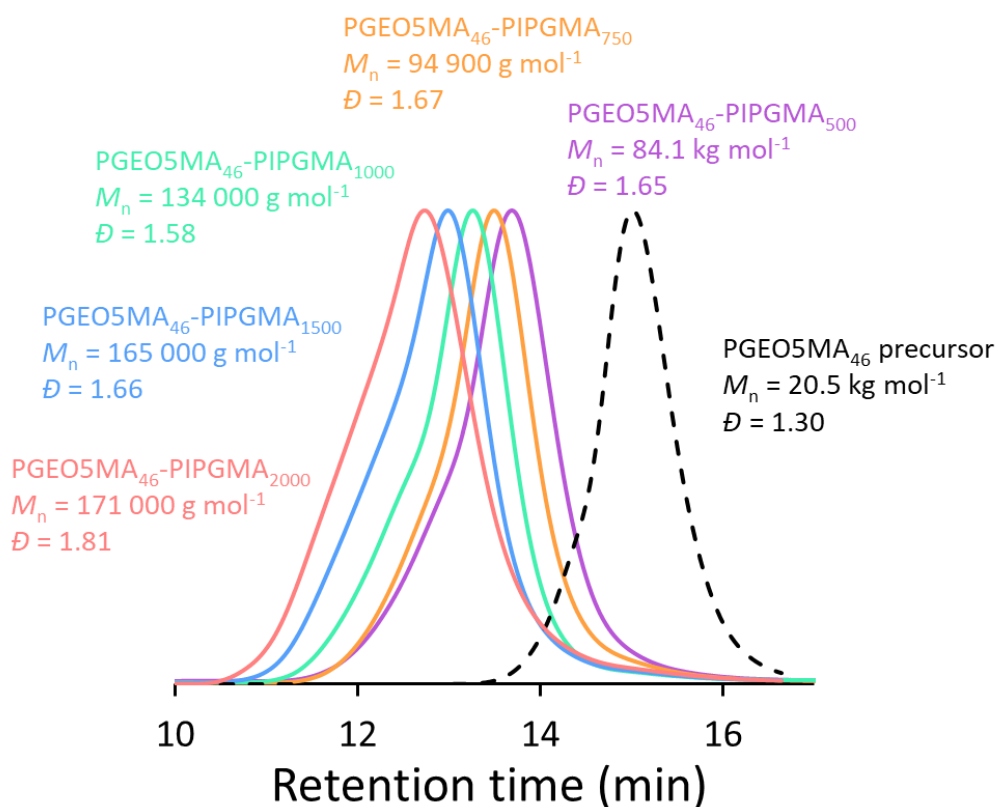 PGEO5MA₄₆-PIPGMA₇₅₀
Mₙ = 94 900 g mol⁻¹
Đ = 1.67
PGEO5MA₄₆-PIPGMA₅₀₀
Mₙ = 84.1 kg mol⁻¹
Đ = 1.65
PGEO5MA₄₆-PIPGMA₁₀₀₀
Mₙ = 134 000 g mol⁻¹
Đ = 1.58
PGEO5MA₄₆-PIPGMA₁₅₀₀
Mₙ = 165 000 g mol⁻¹
Đ = 1.66
PGEO5MA₄₆ precursor
Mₙ = 20.5 kg mol⁻¹
Đ = 1.30
PGEO5MA₄₆-PIPGMA₂₀₀₀
Mₙ = 171 000 g mol⁻¹
Đ = 1.81
10 12 14 16
Retention time (min)